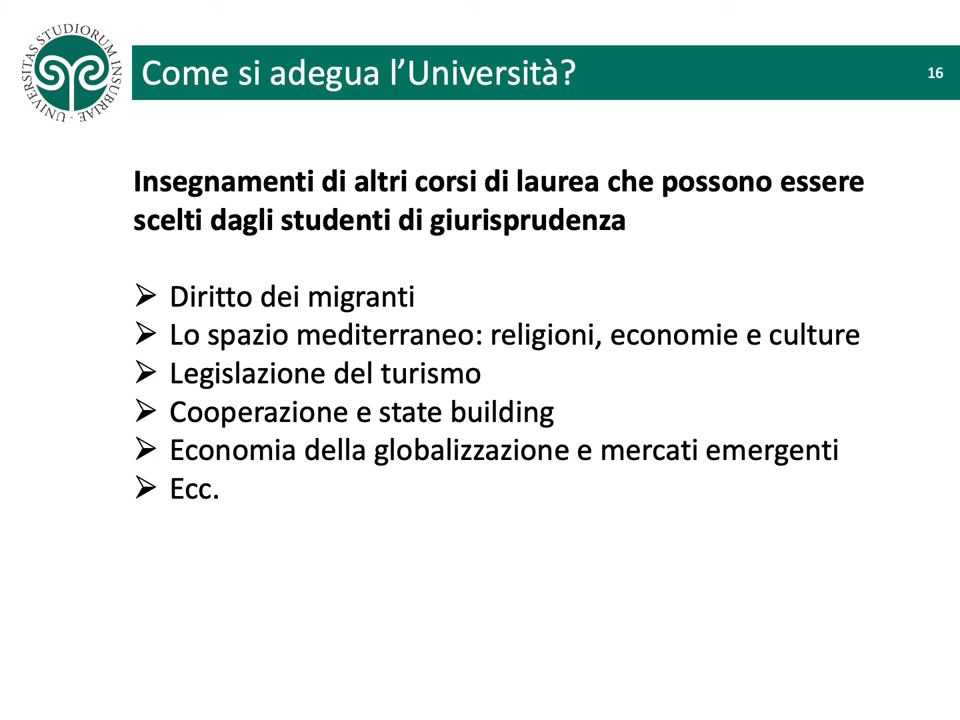 UNIVERSITAS STUDIORUM INSUBRIAE
Come si adegua l’Università?
16
Insegnamenti di altri corsi di laurea che possono essere
scelti dagli studenti di giurisprudenza
➢ Diritto dei migranti
➢ Lo spazio mediterraneo: religioni, economie e culture
➢ Legislazione del turismo
➢ Cooperazione e state building
➢ Economia della globalizzazione e mercati emergenti
➢ Ecc.